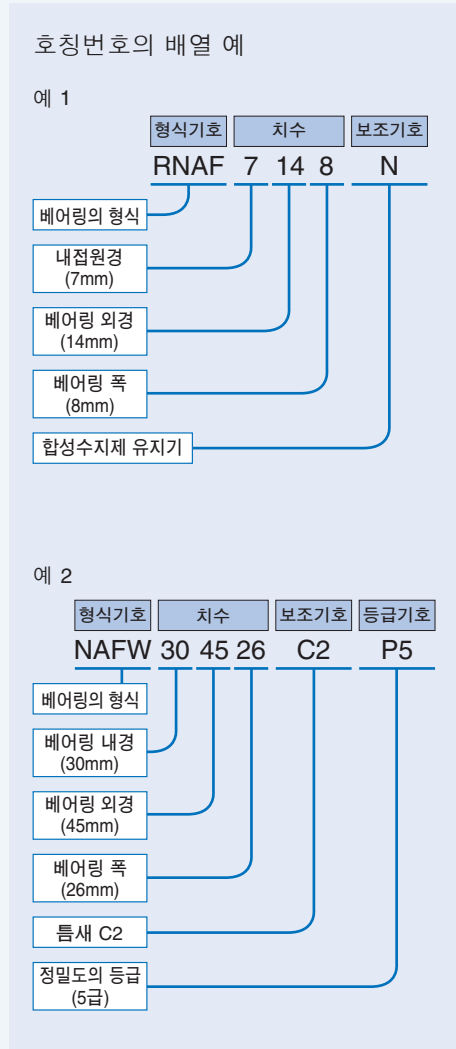 호칭번호의 배열 예
예 1
형식기호 치수 보조기호
RNAF 7 14 8 N
베어링의 형식
내접원경
(7mm)
베어링 외경
(14mm)
베어링 폭
(8mm)
합성수지제 유지기
예 2
형식기호 치수 보조기호 등급기호
NAFW 30 45 26 C2 P5
베어링의 형식
베어링 내경
(30mm)
베어링 외경
(45mm)
베어링 폭
(26mm)
틈새 C2
정밀도의 등급
(5급)